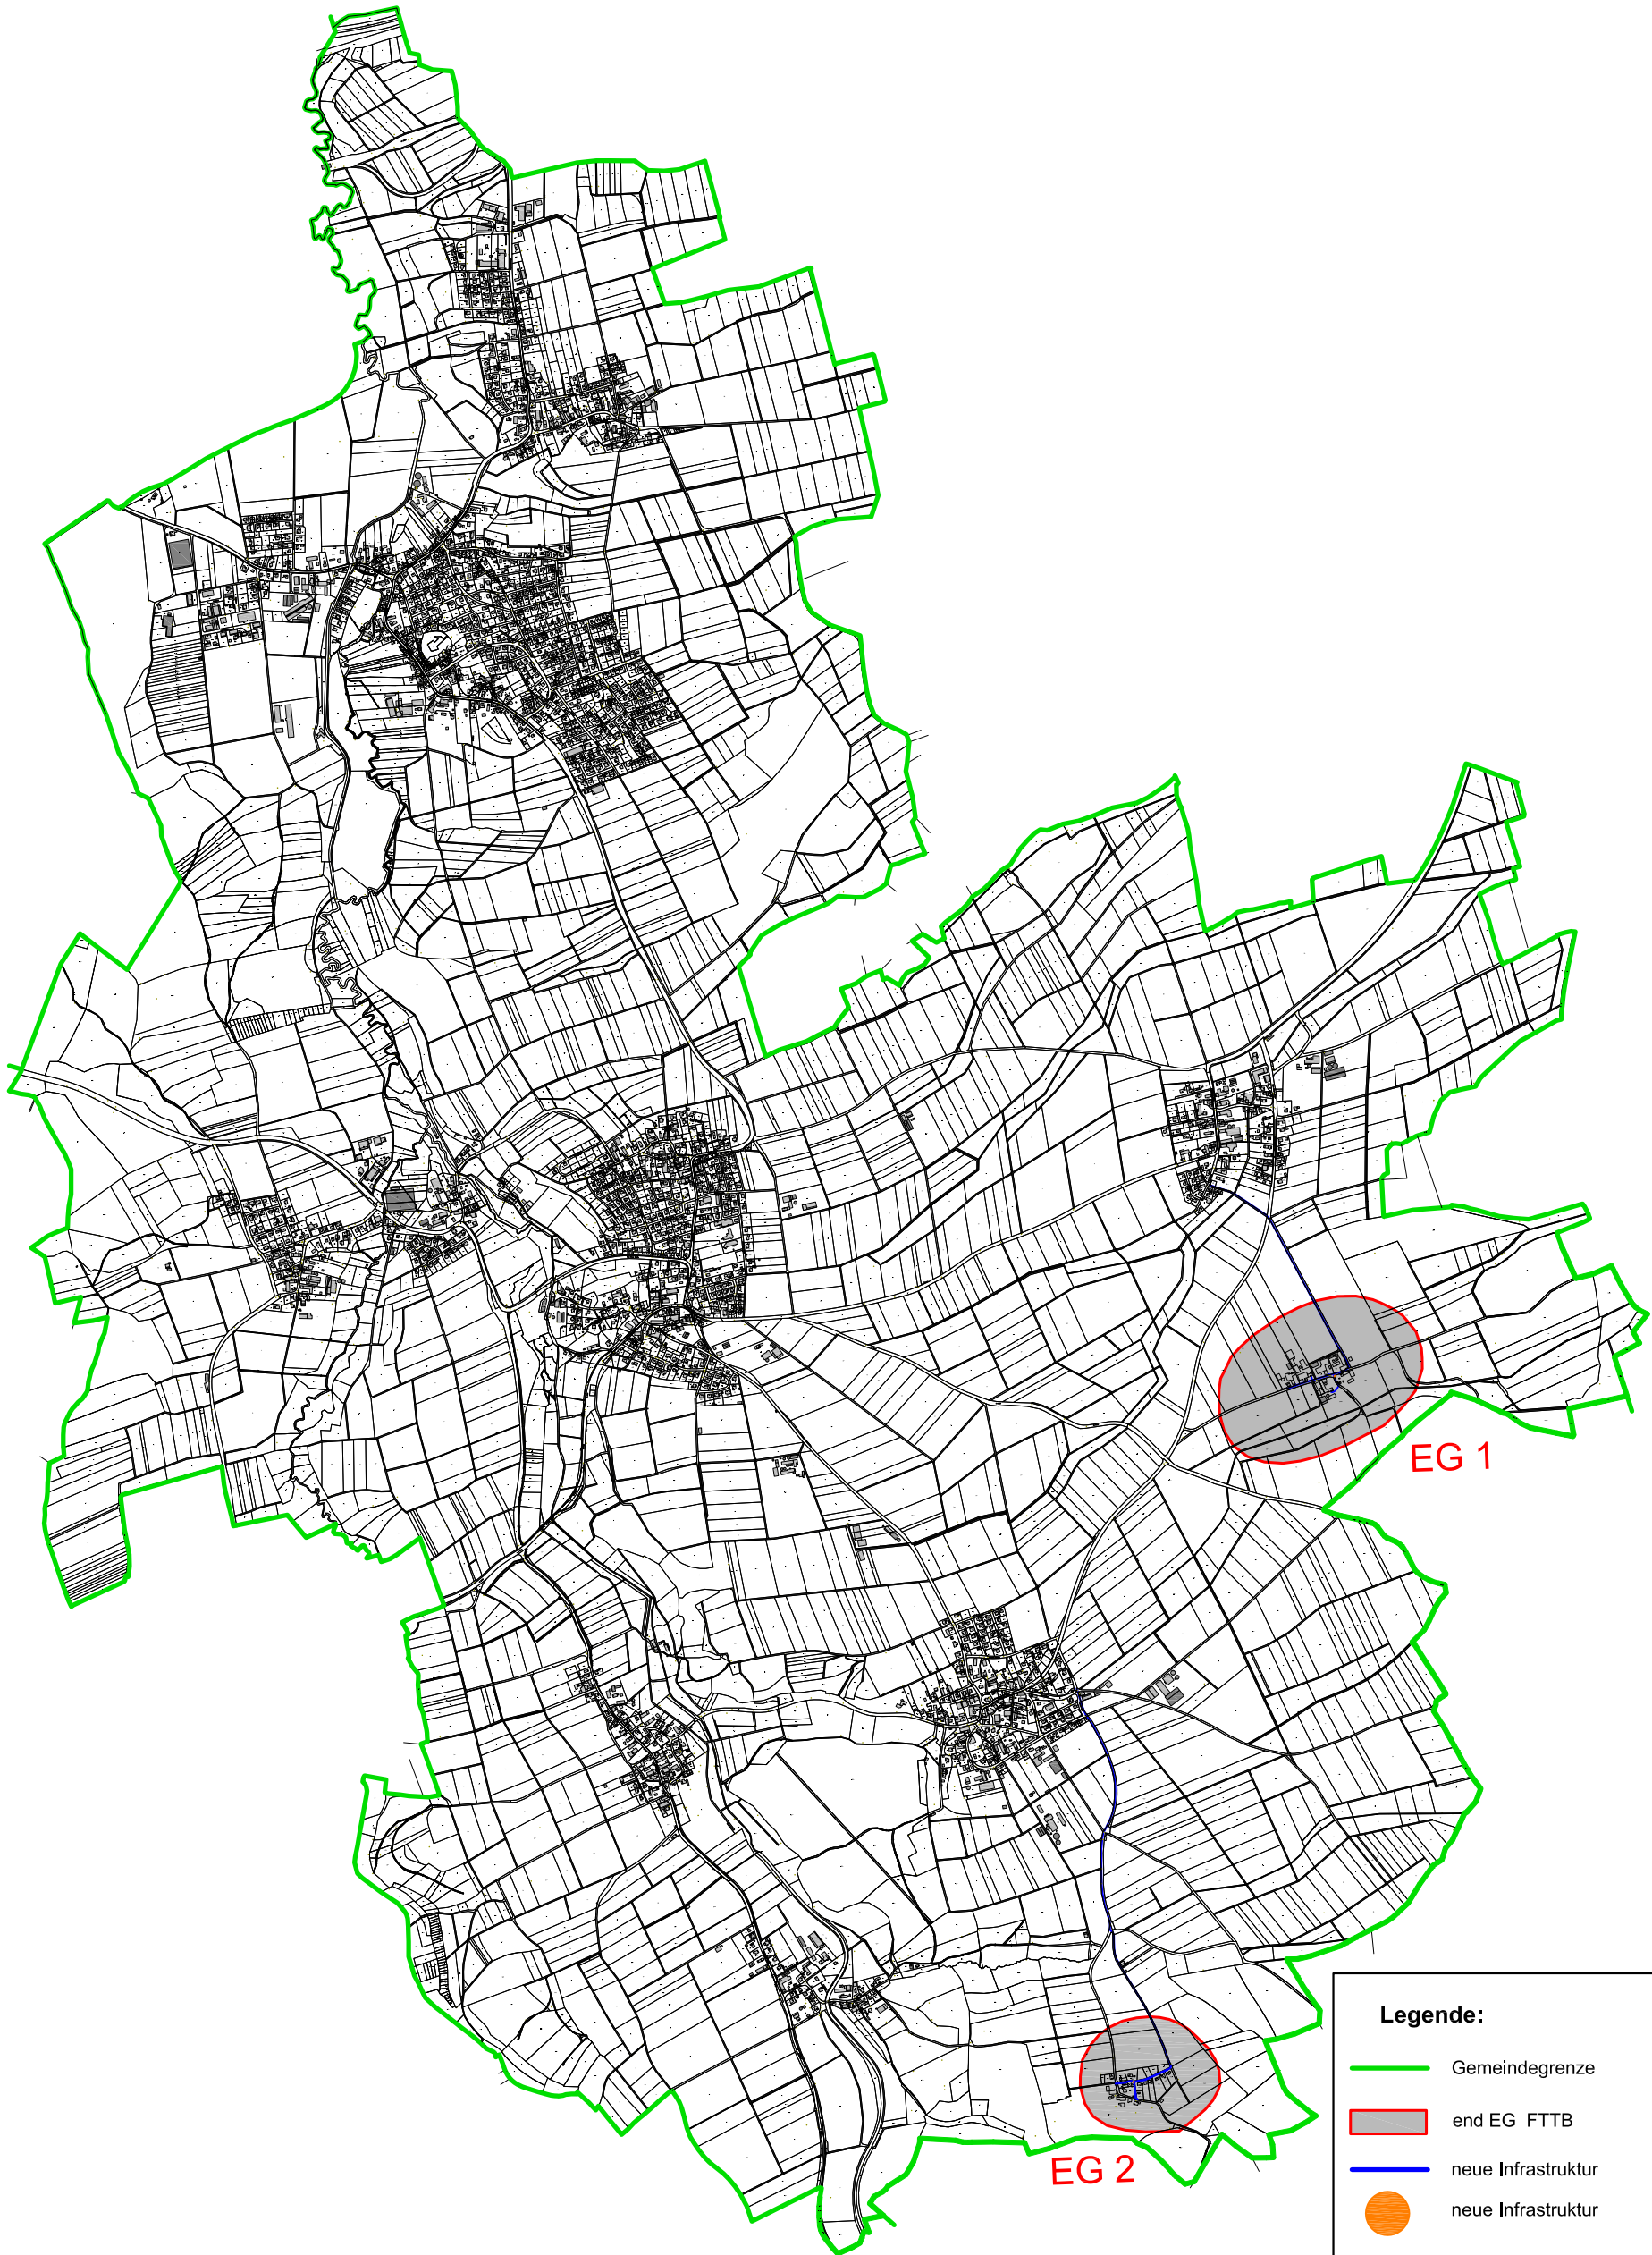 EG 1
EG 2
Legende:
Gemeindegrenze
end EG FTTB
neue Infrastruktur
neue Infrastruktur